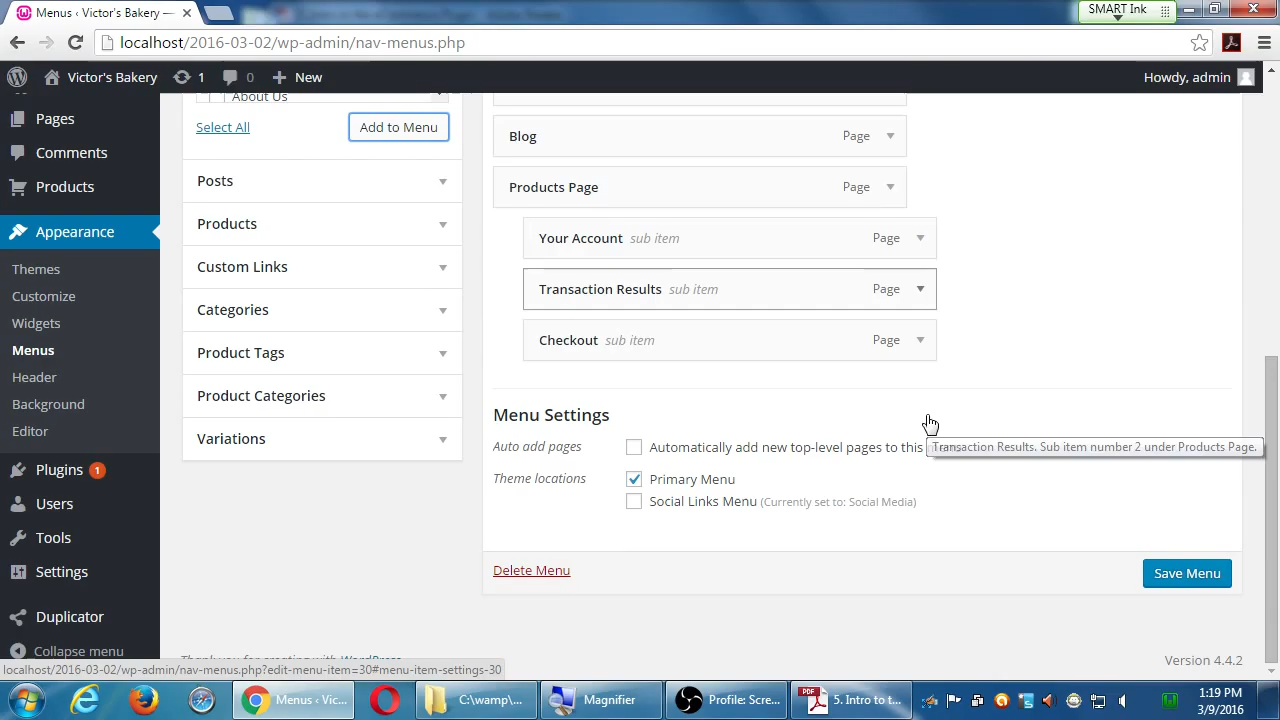 Menus ‹ Victor's Bakery —
SMART Ink
localhost/2016-03-02/wp-admin/nav-menus.php
Victor's Bakery
1
0
New
Howdy, admin
Pages
Comments
Products
Appearance
Themes
Customize
Widgets
Menus
Header
Background
Editor
Plugins 1
Users
Tools
Settings
Duplicator
Collapse menu
About Us
Select All
Add to Menu
Posts
Products
Custom Links
Categories
Product Tags
Product Categories
Variations
Blog Page
Products Page Page
Your Account sub item Page
Transaction Results sub item Page
Checkout sub item Page
Menu Settings
Auto add pages
Automatically add new top-level pages to this
Transaction Results. Sub item number 2 under Products Page.
Theme locations
Primary Menu
Social Links Menu (Currently set to: Social Media)
Delete Menu
Save Menu
Thank you for creating with WordPress
Version 4.4.2
localhost/2016-03-02/wp-admin/nav-menus.php?edit-menu-item=30#menu-item-settings-30
Menus ‹ Vic...
C:\wamp\...
Magnifier
Profile: Scre...
PDF
5. Intro to t...
1:19 PM
3/9/2016